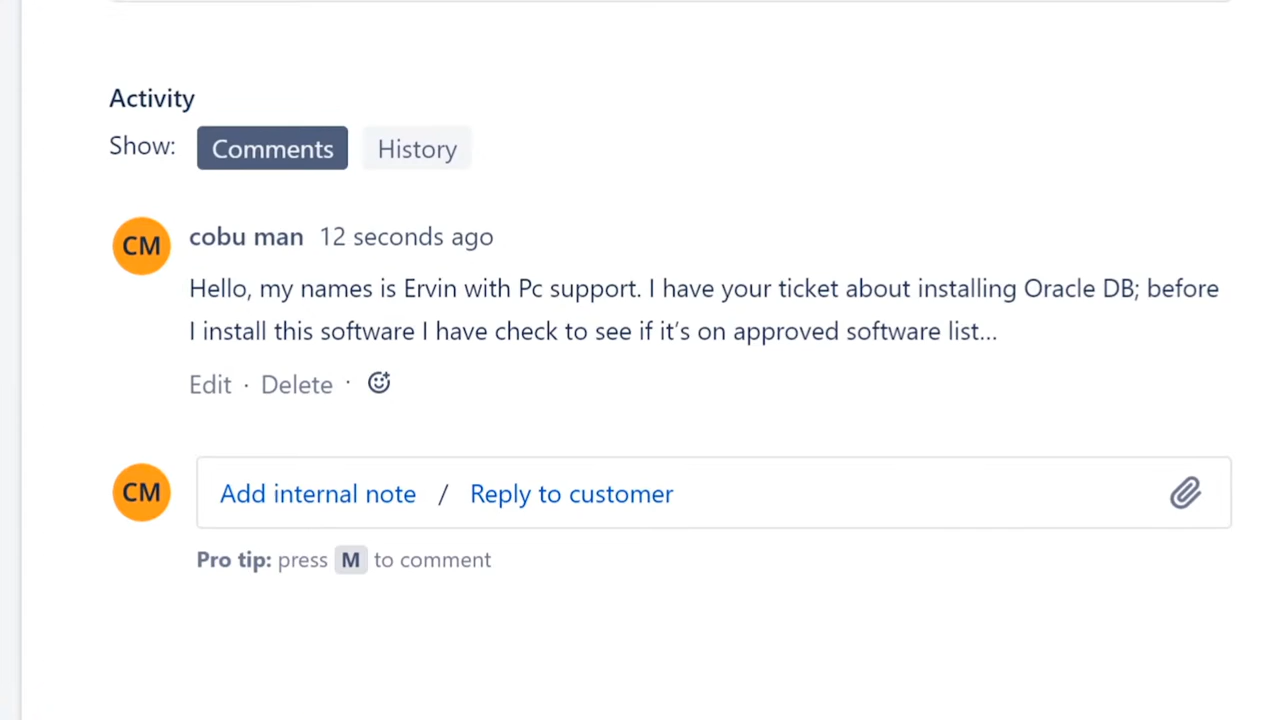 Activity
Show: Comments History
CM cobu man 12 seconds ago
Hello, my names is Ervin with Pc support. I have your ticket about installing Oracle DB; before
I install this software I have check to see if it’s on approved software list...
Edit · Delete ·
CM Add internal note / Reply to customer
Pro tip: press M to comment